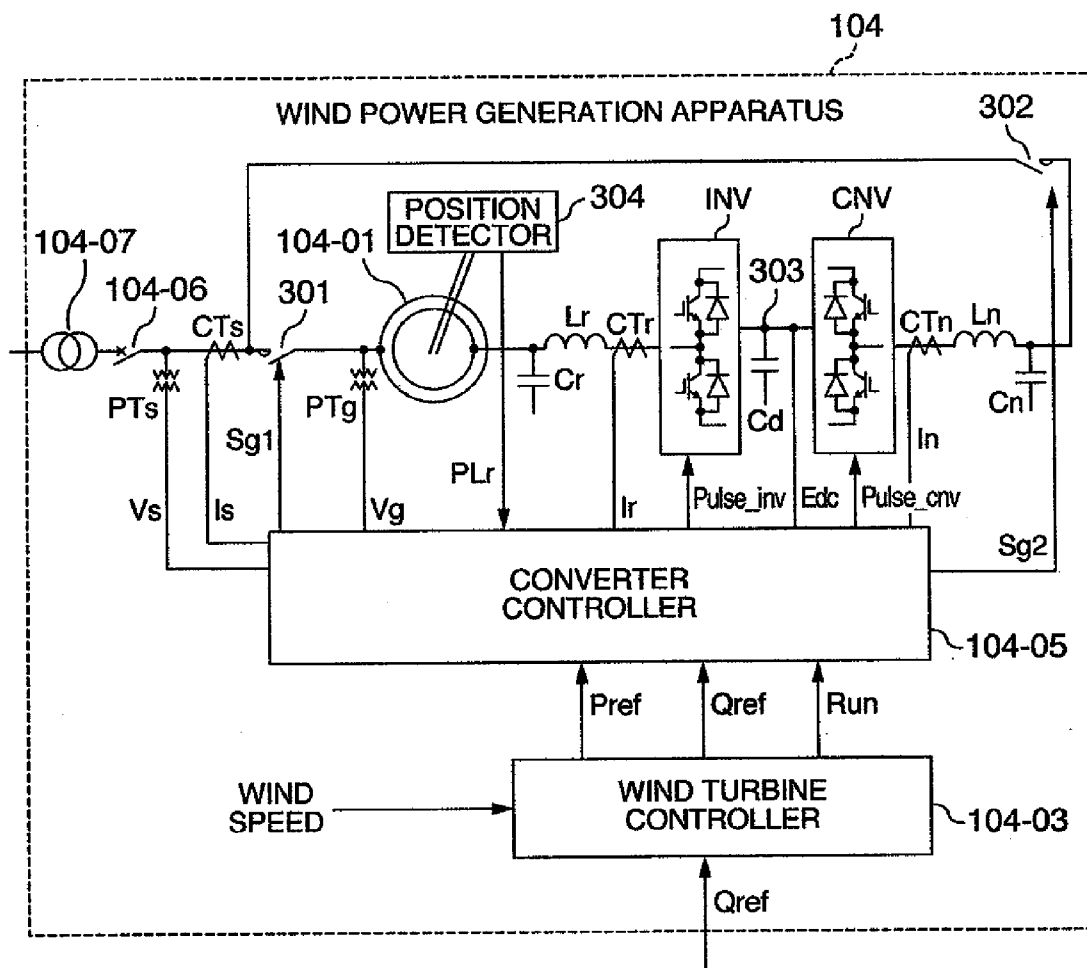 104
WIND POWER GENERATION APPARATUS
302
POSITION
DETECTOR
304
INV
CNV
104-07
104-01
104-06
301
303
CTs
Lr
CTr
CTn
Ln
PTs
PTg
Cr
Cd
Cn
Sg1
In
PLr
Vs
Is
Vg
Ir
Pulse_inv
Edc
Pulse_cnv
Sg2
CONVERTER
CONTROLLER
104-05
Pref
Qref
Run
WIND
SPEED
WIND TURBINE
CONTROLLER
104-03
Qref